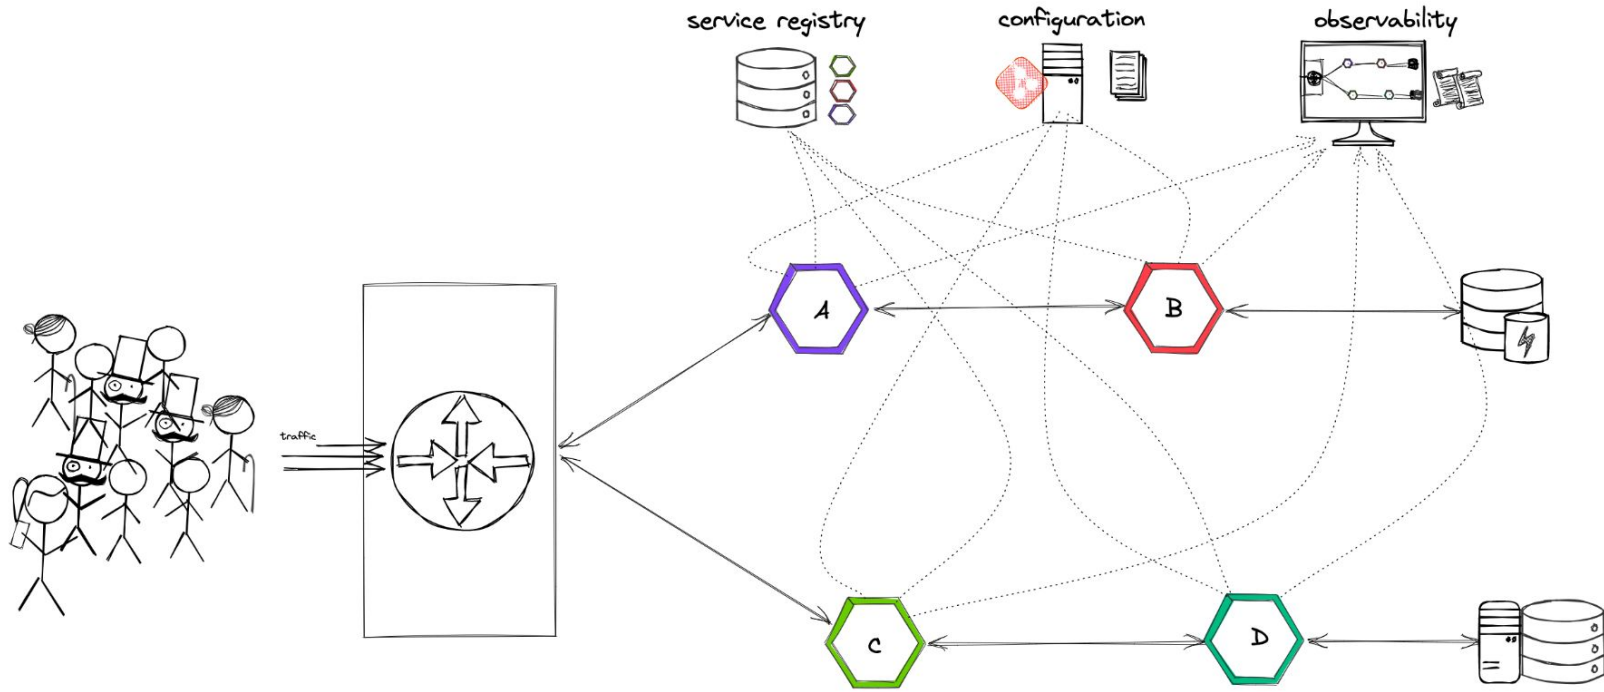 service registry
configuration
observability
traffic
A
B
C
D